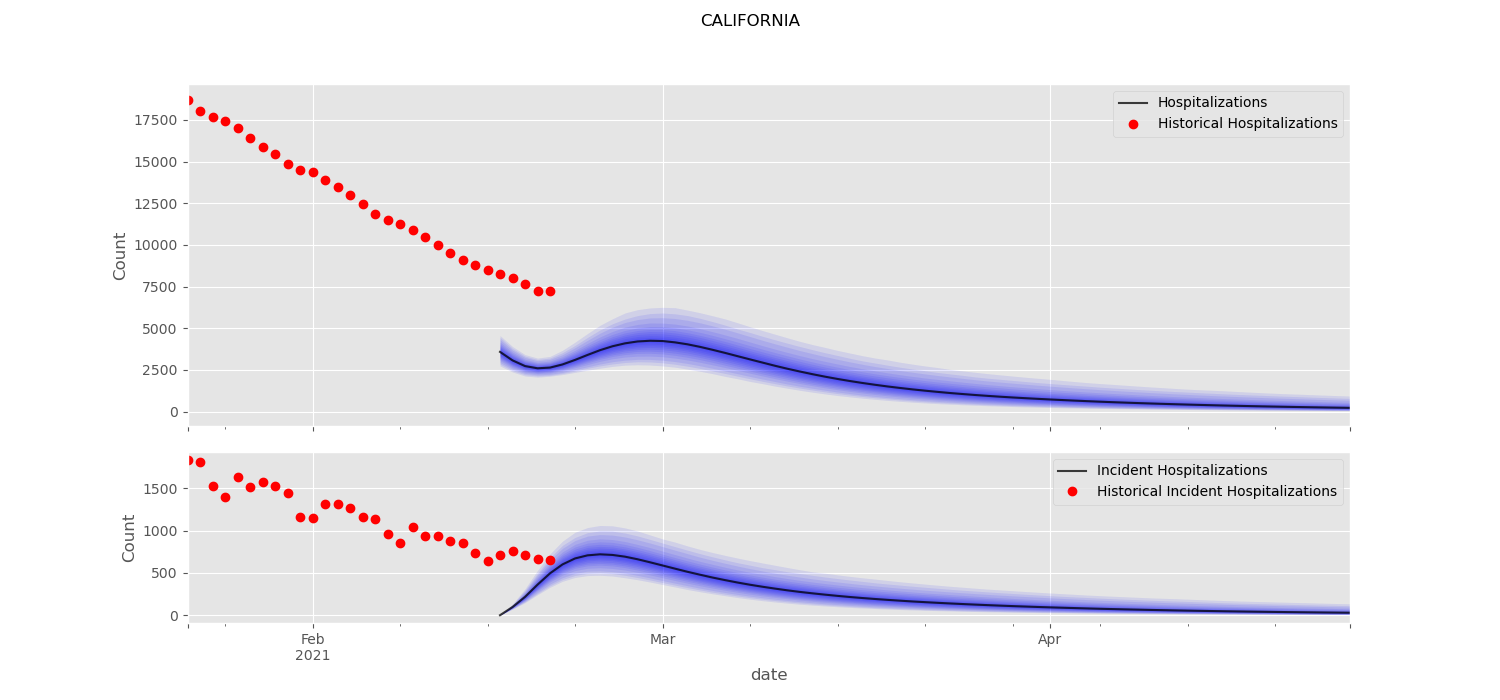 CALIFORNIA
Hospitalizations
Historical Hospitalizations
17500
15000
12500
10000
7500
5000
2500
0
Count
Incident Hospitalizations
Historical Incident Hospitalizations
1500
1000
500
0
Count
Feb
2021
Mar
Apr
date